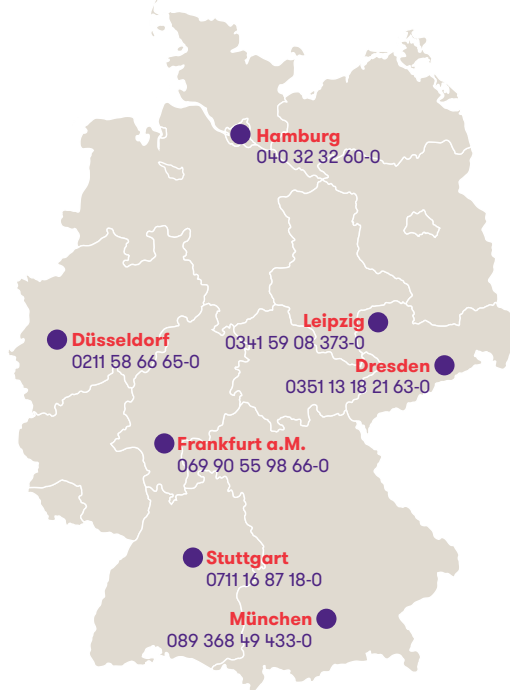 Hamburg
040 32 32 60-0
Leipzig
0341 59 08 373-0
Düsseldorf
0211 58 66 65-0
Dresden
0351 13 18 21 63-0
Frankfurt a.M.
069 90 55 98 66-0
Stuttgart
0711 16 87 18-0
München
089 368 49 433-0